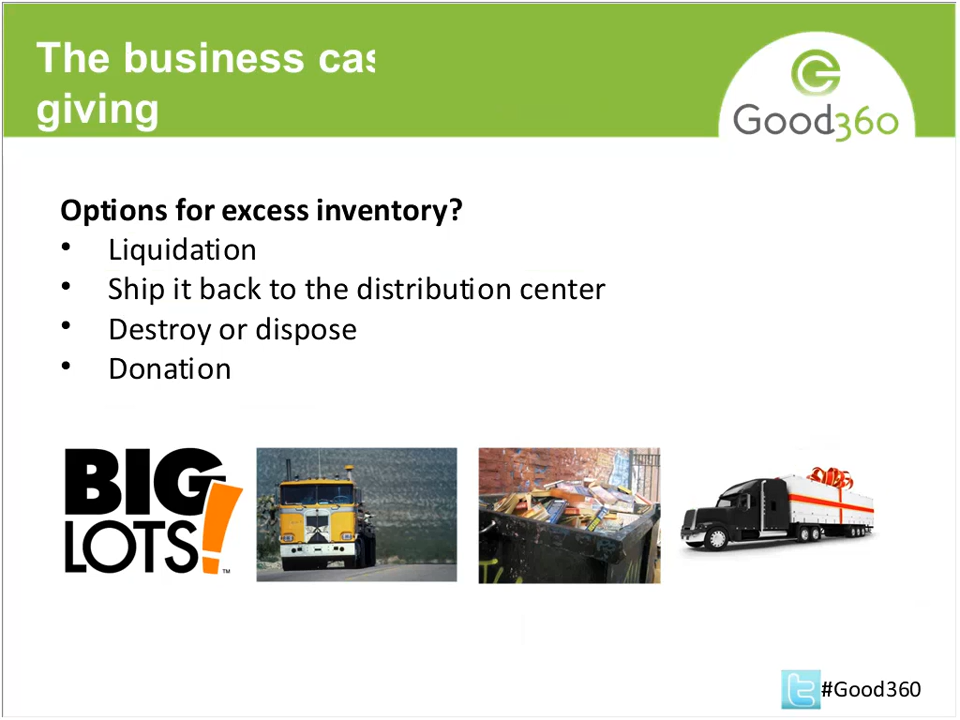 The business cas
giving
Good360
Options for excess inventory?
• Liquidation
• Ship it back to the distribution center
• Destroy or dispose
• Donation
BIG
LOTS!
™
#Good360